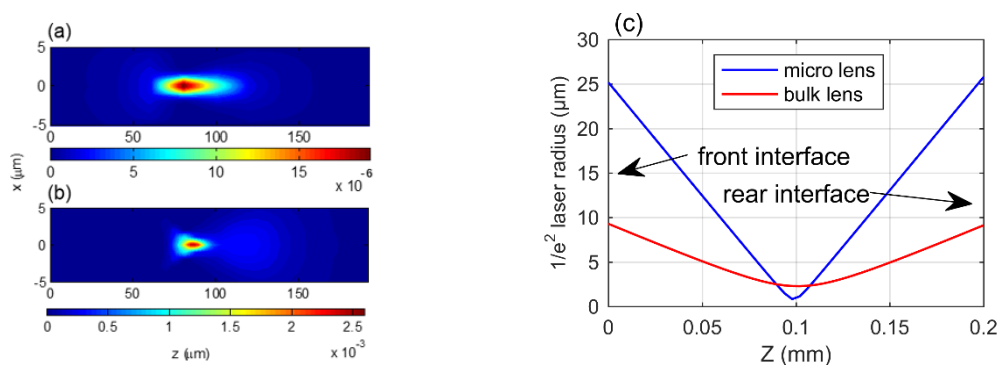 (a)
5
0
-5
0 50 100 150
0 5 10 15
x 10 -6
x (μm)
(b)
5
0
-5
0 50 100 150
0 0.5 1 1.5 2 2.5
z (μm)
x 10 -3
(c)
30
25
20
15
10
5
0
1/e² laser radius (μm)
micro lens
bulk lens
front interface
rear interface
0 0.05 0.1 0.15 0.2
Z (mm)